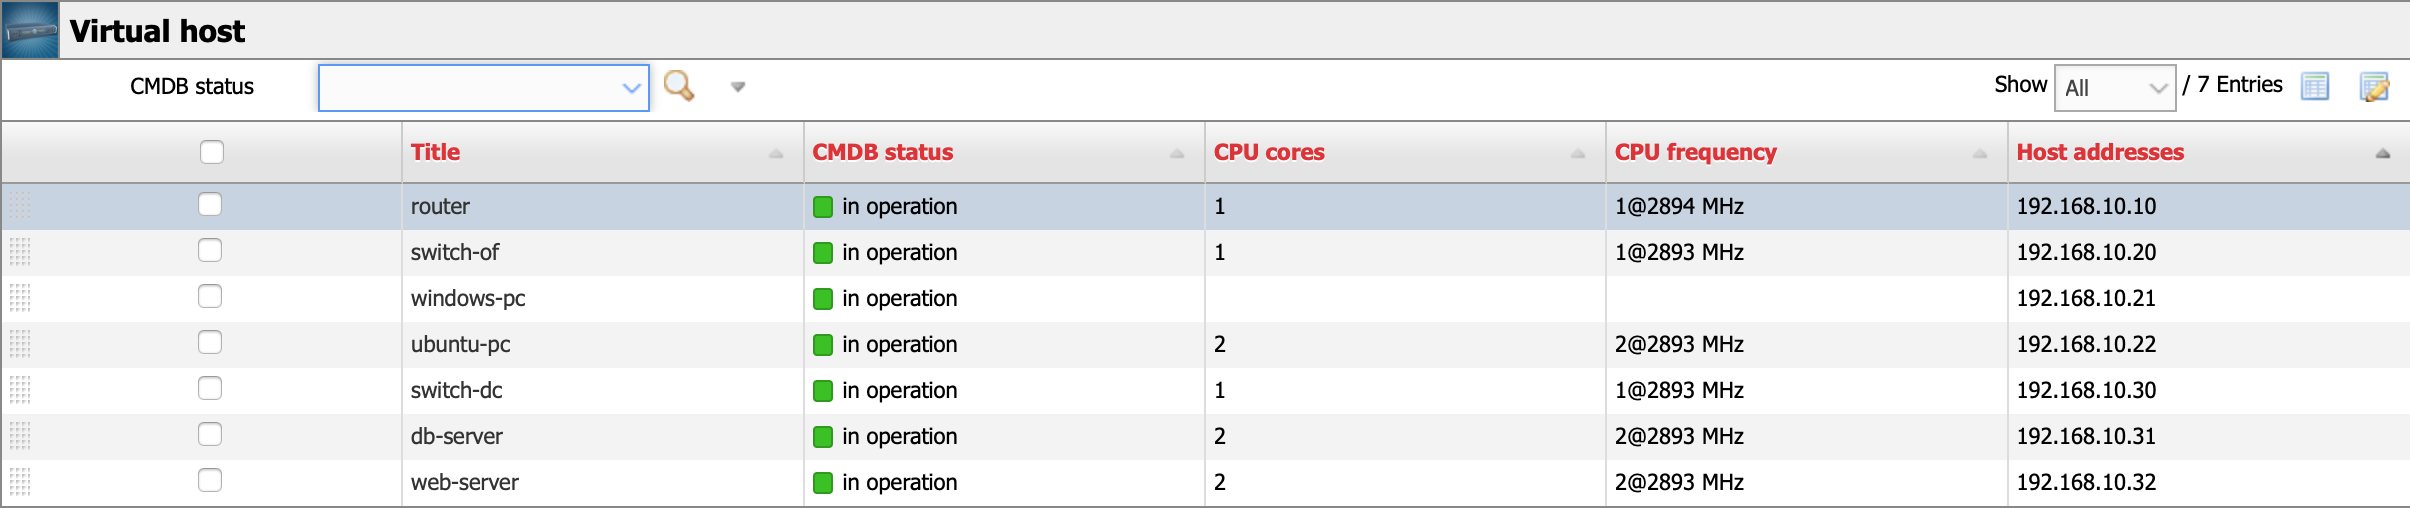 Virtual host
CMDB status Show All / 7 Entries
Title CMDB status CPU cores CPU frequency Host addresses
router in operation 1 1@2894 MHz 192.168.10.10
switch-of in operation 1 1@2893 MHz 192.168.10.20
windows-pc in operation 192.168.10.21
ubuntu-pc in operation 2 2@2893 MHz 192.168.10.22
switch-dc in operation 1 1@2893 MHz 192.168.10.30
db-server in operation 2 2@2893 MHz 192.168.10.31
web-server in operation 2 2@2893 MHz 192.168.10.32